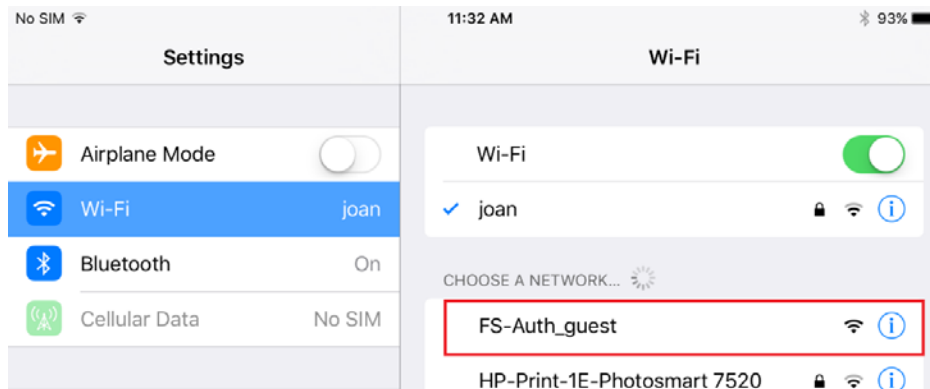 No SIM 11:32 AM 93%
Settings
Wi-Fi
Airplane Mode
Wi-Fi joan
Bluetooth On
Cellular Data No SIM
Wi-Fi
joan
CHOOSE A NETWORK...
FS-Auth_guest
HP-Print-1E-Photosmart 7520